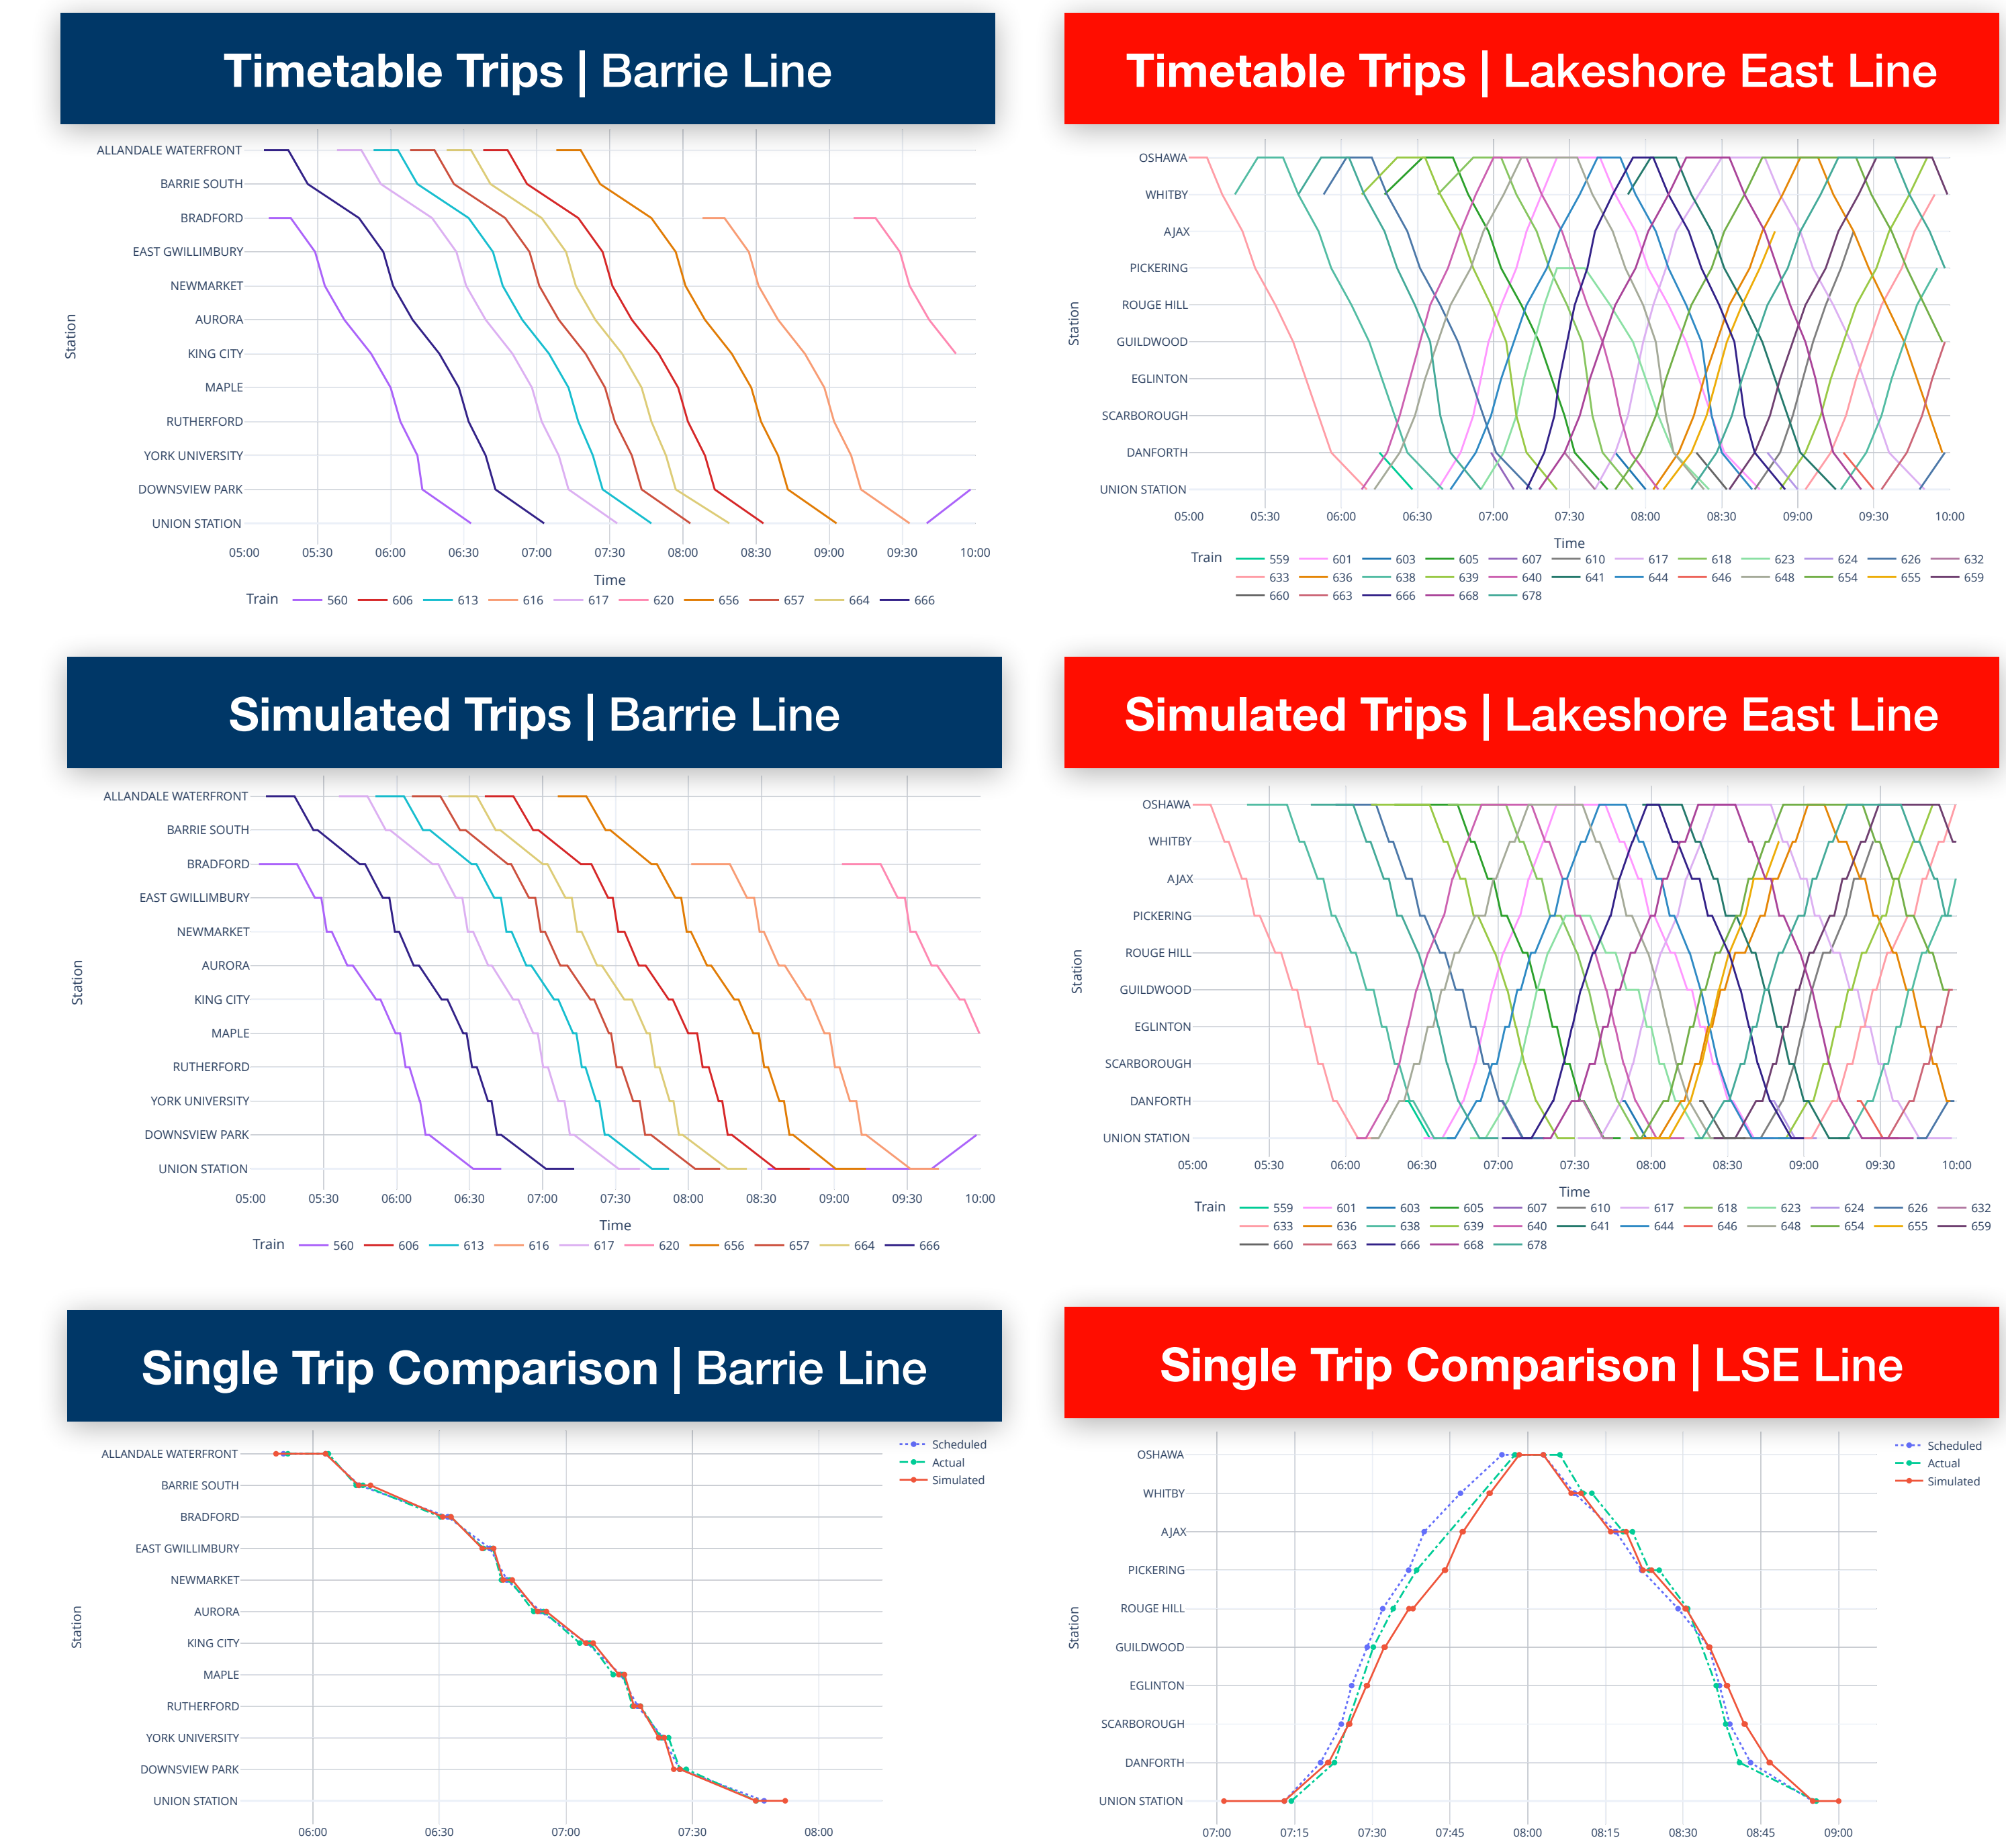 Timetable Trips | Barrie Line
ALLANDALE WATERFRONT
BARRIE SOUTH
BRADFORD
EAST GWILLIMBURY
NEWMARKET
AURORA
KING CITY
MAPLE
RUTHERFORD
YORK UNIVERSITY
DOWNSVIEW PARK
UNION STATION
Station
05:00 05:30 06:00 06:30 07:00 07:30 08:00 08:30 09:00 09:30 10:00
Time
Train 560 606 613 616 617 620 656 657 664 666
Timetable Trips | Lakeshore East Line
OSHAWA
WHITBY
AJAX
PICKERING
ROUGE HILL
GUILDWOOD
EGLINTON
SCARBOROUGH
DANFORTH
UNION STATION
Station
05:00 05:30 06:00 06:30 07:00 07:30 08:00 08:30 09:00 09:30 10:00
Time
Train 559 601 603 605 607 610 617 618 623 624 626 632
633 636 638 639 640 641 644 646 648 654 655 659
660 663 666 668 678
Simulated Trips | Barrie Line
ALLANDALE WATERFRONT
BARRIE SOUTH
BRADFORD
EAST GWILLIMBURY
NEWMARKET
AURORA
KING CITY
MAPLE
RUTHERFORD
YORK UNIVERSITY
DOWNSVIEW PARK
UNION STATION
Station
05:00 05:30 06:00 06:30 07:00 07:30 08:00 08:30 09:00 09:30 10:00
Time
Train 560 606 613 616 617 620 656 657 664 666
Simulated Trips | Lakeshore East Line
OSHAWA
WHITBY
AJAX
PICKERING
ROUGE HILL
GUILDWOOD
EGLINTON
SCARBOROUGH
DANFORTH
UNION STATION
Station
05:00 05:30 06:00 06:30 07:00 07:30 08:00 08:30 09:00 09:30 10:00
Time
Train 559 601 603 605 607 610 617 618 623 624 626 632
633 636 638 639 640 641 644 646 648 654 655 659
660 663 666 668 678
Single Trip Comparison | Barrie Line
ALLANDALE WATERFRONT
BARRIE SOUTH
BRADFORD
EAST GWILLIMBURY
NEWMARKET
AURORA
KING CITY
MAPLE
RUTHERFORD
YORK UNIVERSITY
DOWNSVIEW PARK
UNION STATION
Station
06:00 06:30 07:00 07:30 08:00
Scheduled
Actual
Simulated
Single Trip Comparison | LSE Line
OSHAWA
WHITBY
AJAX
PICKERING
ROUGE HILL
GUILDWOOD
EGLINTON
SCARBOROUGH
DANFORTH
UNION STATION
Station
07:00 07:15 07:30 07:45 08:00 08:15 08:30 08:45 09:00
Scheduled
Actual
Simulated